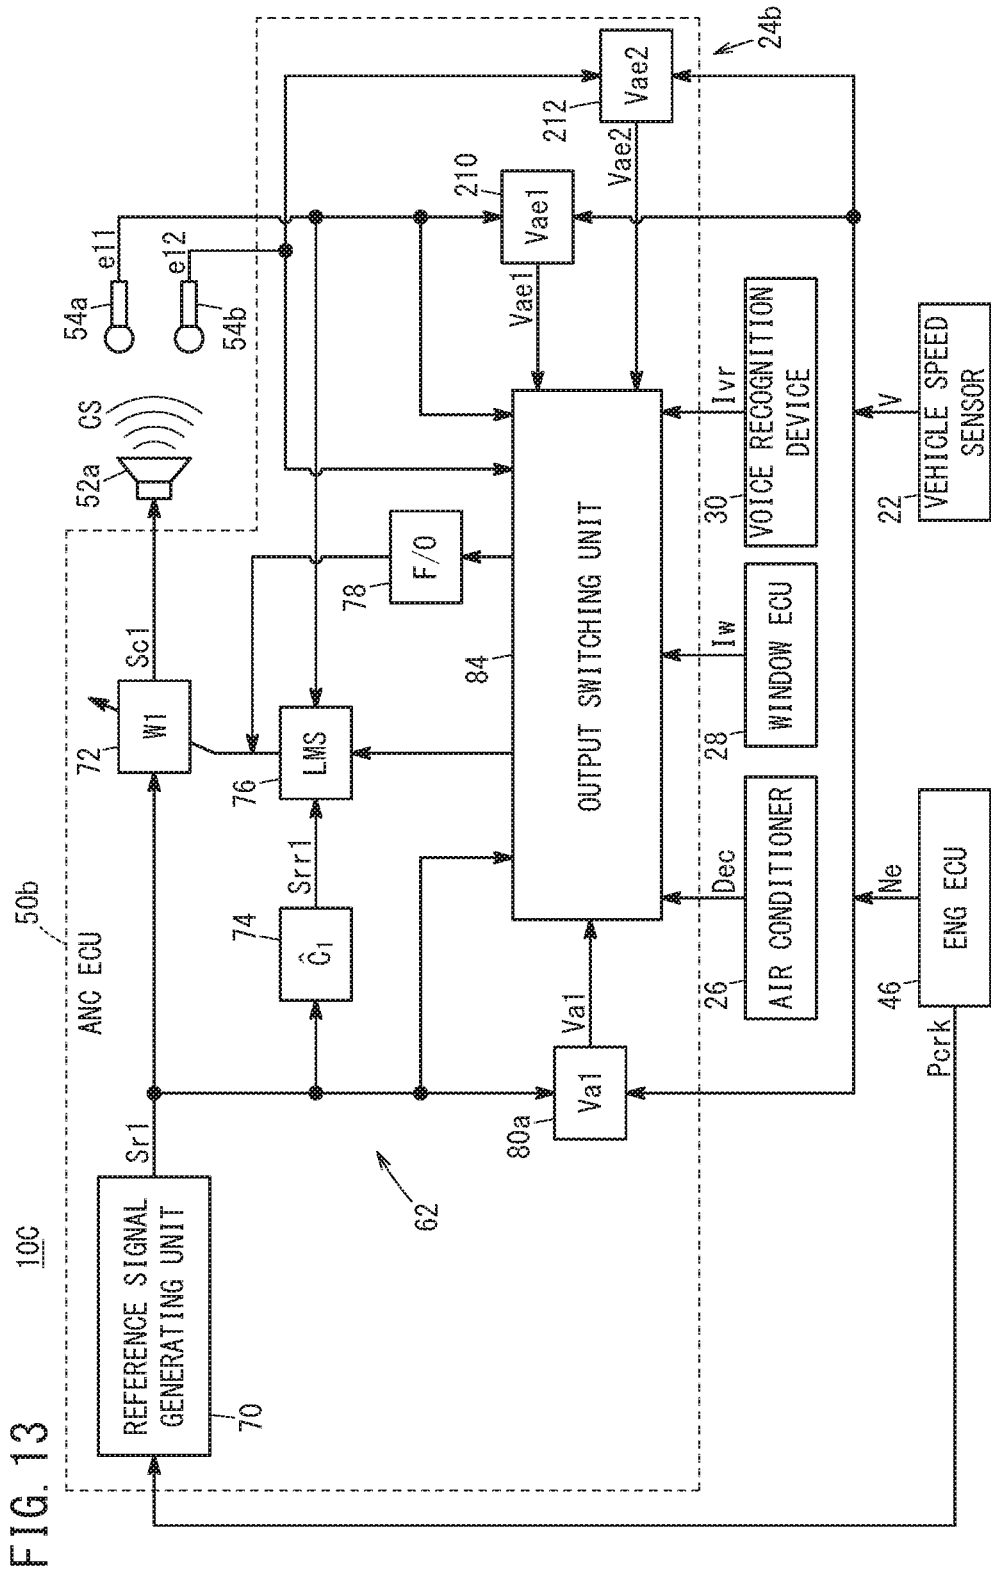 FIG. 13
10C
50b
ANC ECU
REFERENCE SIGNAL
GENERATING UNIT
70
Sr1
72
W1
Sc1
52a
CS
54a
e11
54b
e12
62
74
Ĉ1
Srr1
76
LMS
78
F/O
80a
Va1
Va1
84
OUTPUT SWITCHING UNIT
210
Vae1
Vae1
212
Vae2
Vae2
24b
Dec
Iw
Ivr
26
AIR CONDITIONER
28
WINDOW ECU
30
VOICE RECOGNITION
DEVICE
Pcrk
46
ENG ECU
Ne
22
VEHICLE SPEED
SENSOR
V